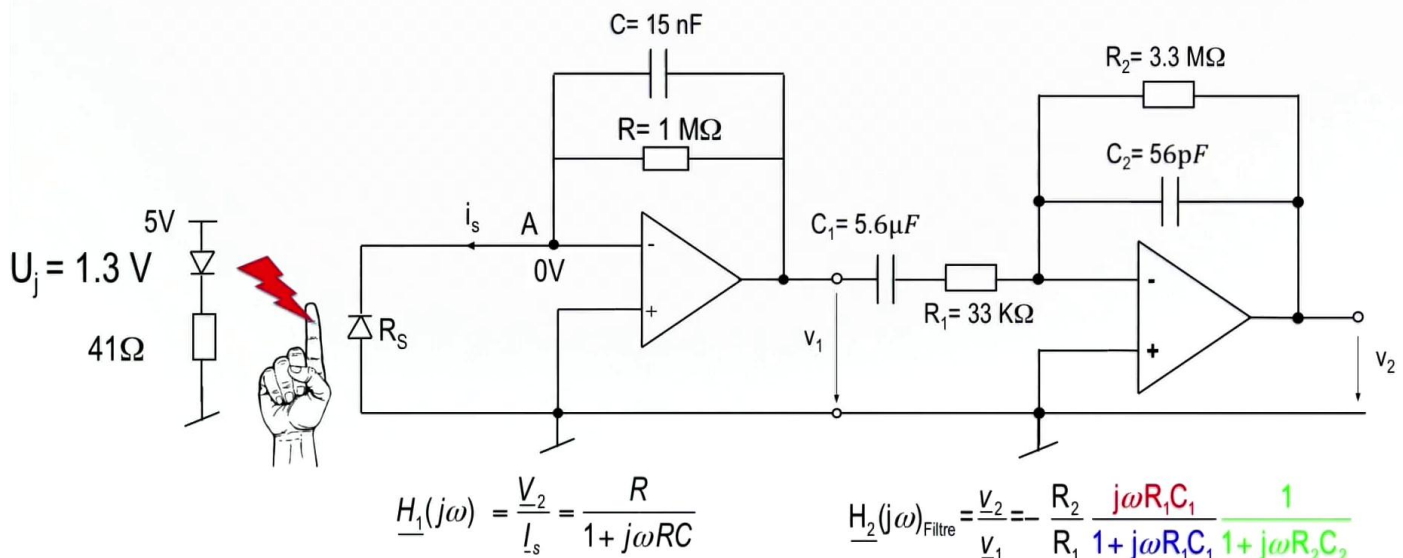 C= 15 nF
R= 1 MΩ
R₂= 3.3 MΩ
C₂= 56pF
5V
U_j = 1.3 V
41Ω
i_s
A
0V
-
+
R_S
C₁= 5.6μF
R₁= 33 KΩ
v₁
-
+
v₂
H₁(jω) = V₂/I_s = R/(1 + jωRC)
H₂(jω)_Filtre = v₂/v₁ = - R₂/R₁ jωR₁C₁/(1 + jωR₁C₁) 1/(1 + jωR₂C₂)